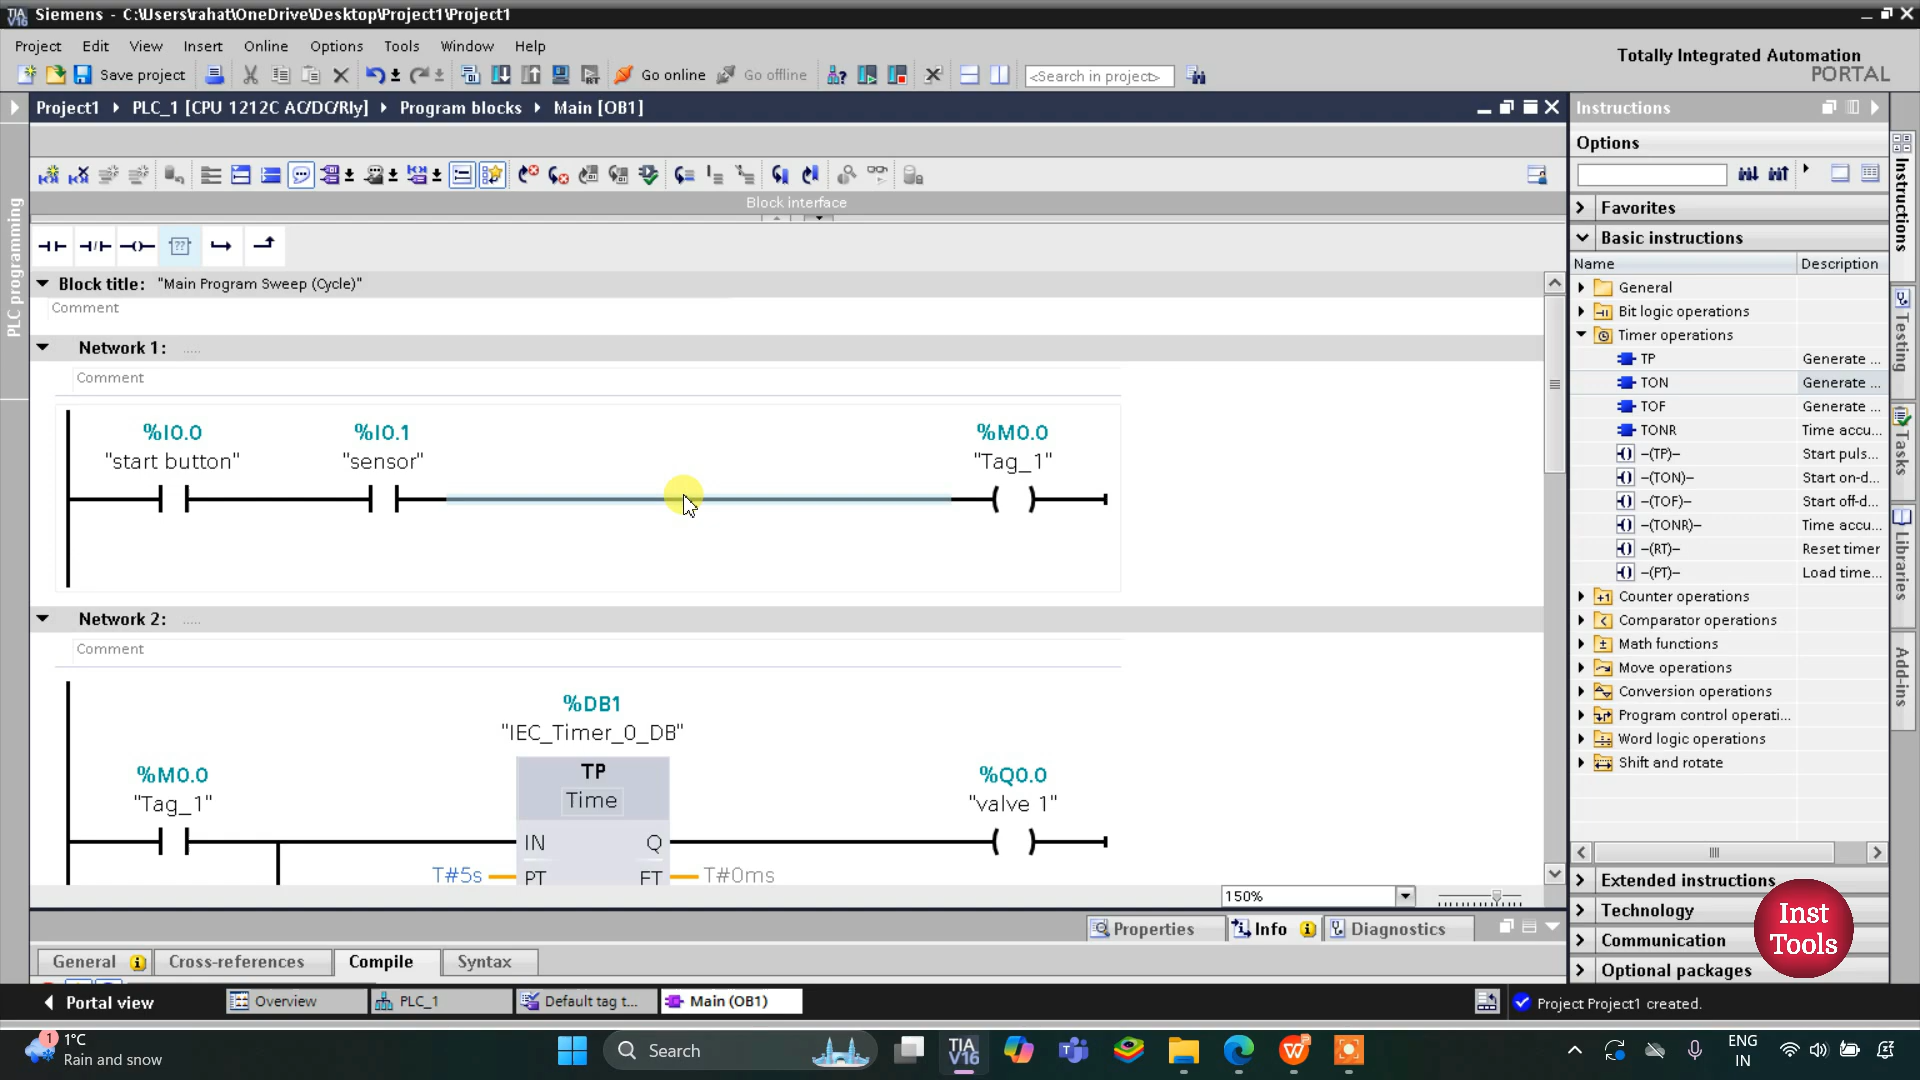 Siemens - C:\Users\rahat\OneDrive\Desktop\Project1\Project1
Project Edit View Insert Online Options Tools Window Help
Totally Integrated Automation
PORTAL
Save project
Go online
Go offline
<Search in project>
Project1 PLC_1 [CPU 1212C AC/DC/Rly] Program blocks Main [OB1]
Block interface
Block title: "Main Program Sweep (Cycle)"
Comment
Network 1: .....
Comment
%I0.0
"start button"
%I0.1
"sensor"
%M0.0
"Tag_1"
Network 2: .....
Comment
%DB1
"IEC_Timer_0_DB"
TP
Time
%M0.0
"Tag_1"
%Q0.0
"valve 1"
IN Q
T#5s PT ET T#0ms
150%
Instructions
Options
Favorites
Basic instructions
Name Description
General
Bit logic operations
Timer operations
TP Generate ...
TON Generate ...
TOF Generate ...
TONR Time accu...
-(TP)- Start puls...
-(TON)- Start on-d...
-(TOF)- Start off-d...
-(TONR)- Time accu...
-(RT)- Reset timer
-(PT)- Load time...
Counter operations
Comparator operations
Math functions
Move operations
Conversion operations
Program control operati...
Word logic operations
Shift and rotate
Extended instructions
Technology
Communication
Optional packages
PLC programming
Instructions
Testing
Tasks
Libraries
Add-ins
Inst
Tools
Properties Info Diagnostics
General Cross-references Compile Syntax
Portal view Overview PLC_1 Default tag t... Main (OB1)
Project Project1 created.
1
1°C
Rain and snow
Search
TIA
V16
ENG
IN